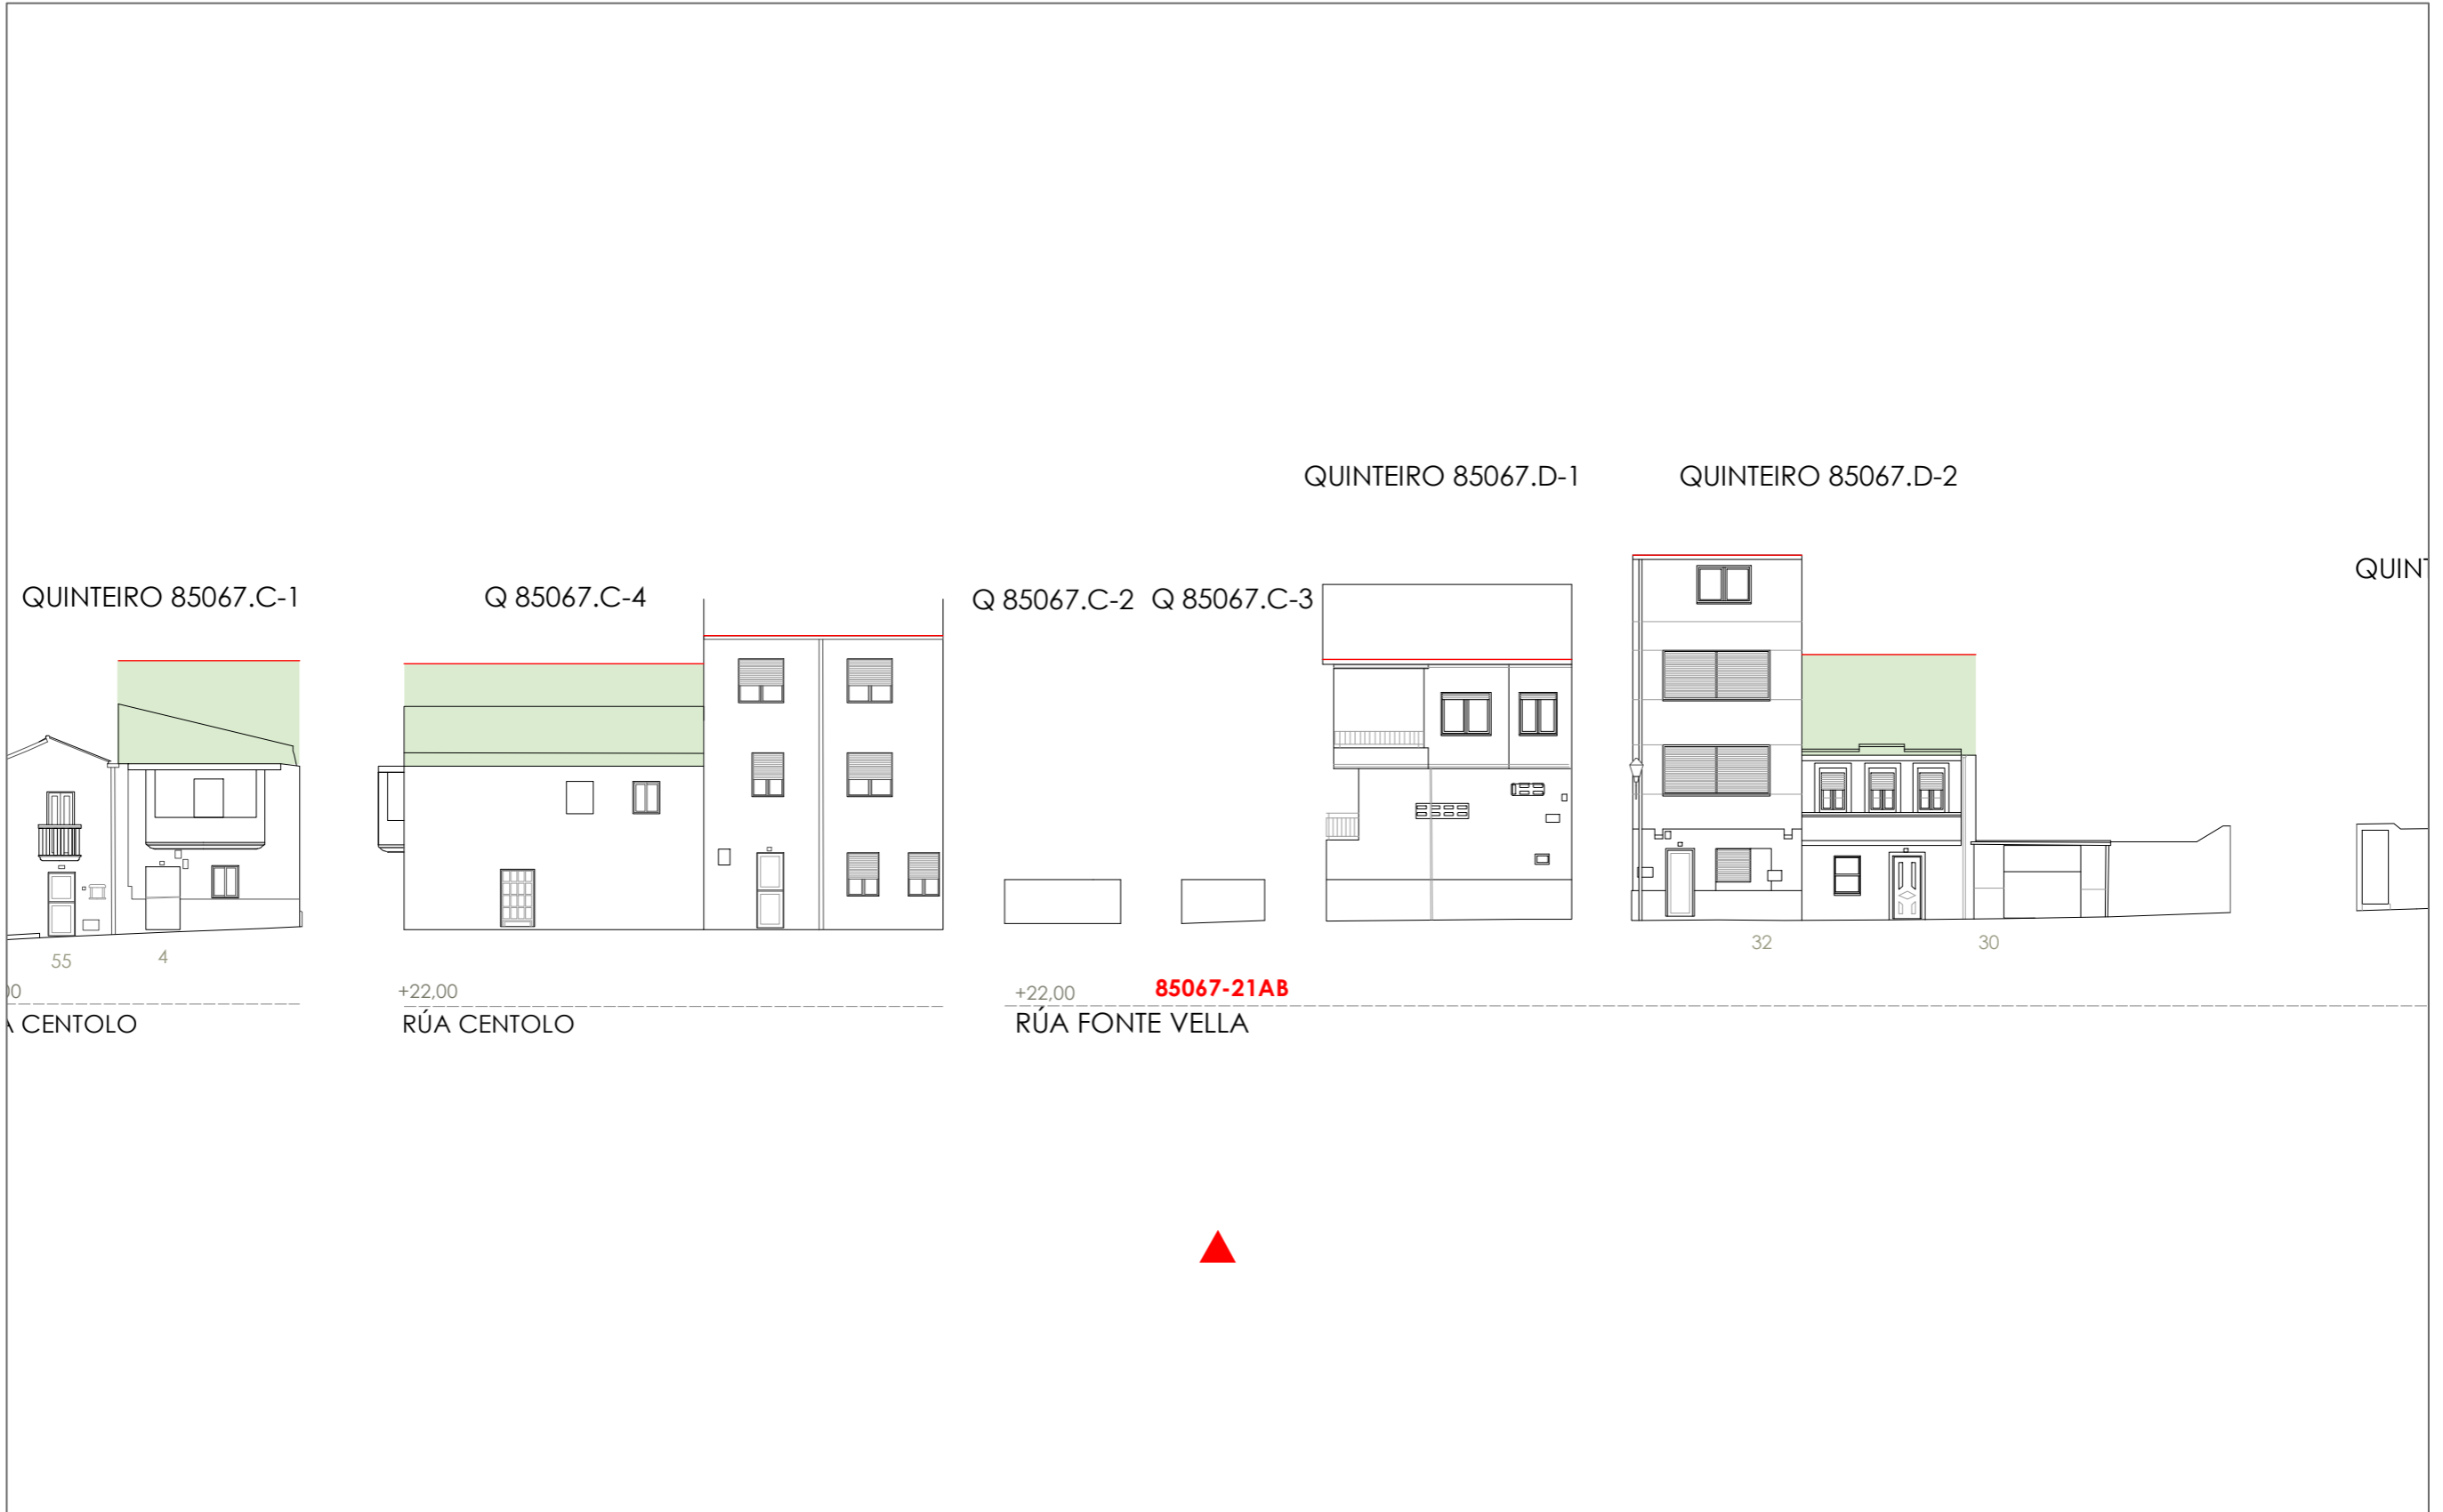 QUINTEIRO 85067.D-1 QUINTEIRO 85067.D-2
QUINTEIRO 85067.C-1 Q 85067.C-4 Q 85067.C-2 Q 85067.C-3
55 4 32 30
+22,00 +22,00 85067-21AB
CENTOLO RÚA CENTOLO RÚA FONTE VELLA